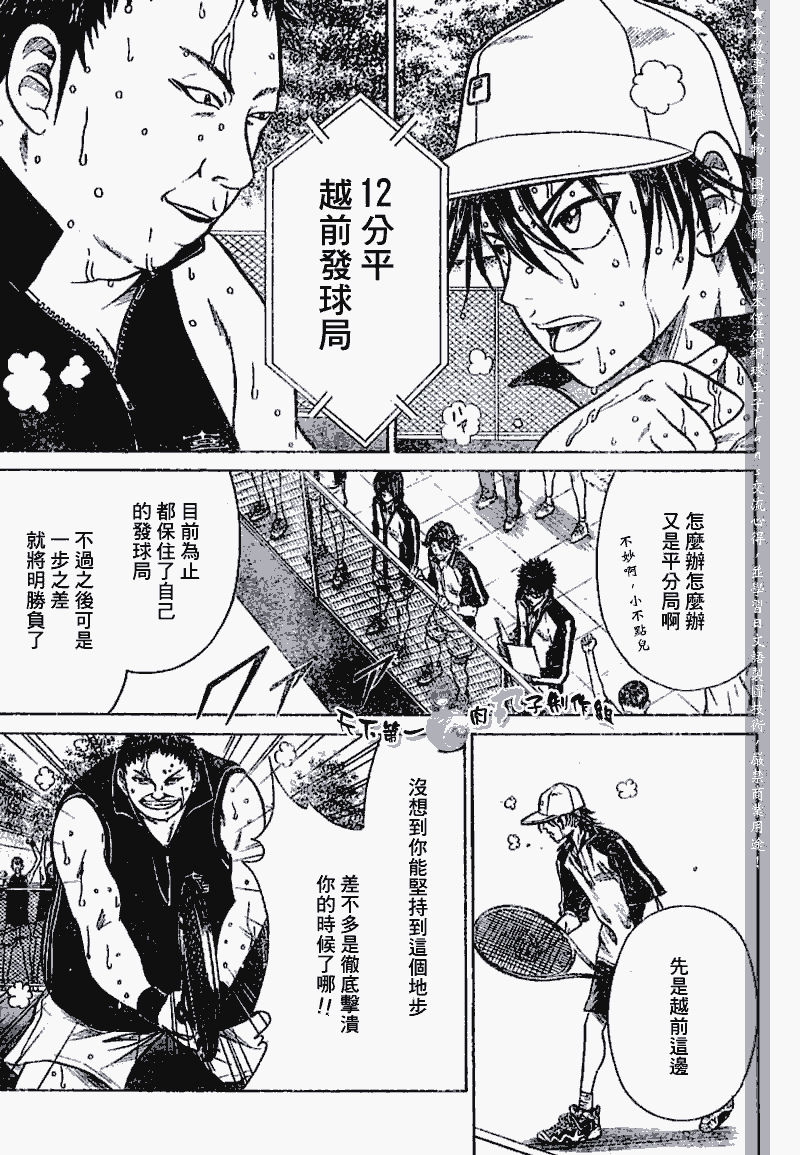 12分平
越前發球局
怎麼辦怎麼辦
又是平分局啊
不妙啊，小不點兒
目前為止
都保住了自己
的發球局
不過之後可是
一步之差
就將明勝負了
天下第一
肉丸子制作組
先是越前這邊
沒想到你能堅持到這個地步
差不多是徹底擊潰
你的時候了哪!!
★本故事與實際人物、團體無關。此版本僅供網球王子Fans交流心得，並學習日文語製圖技術，嚴禁商業用途！